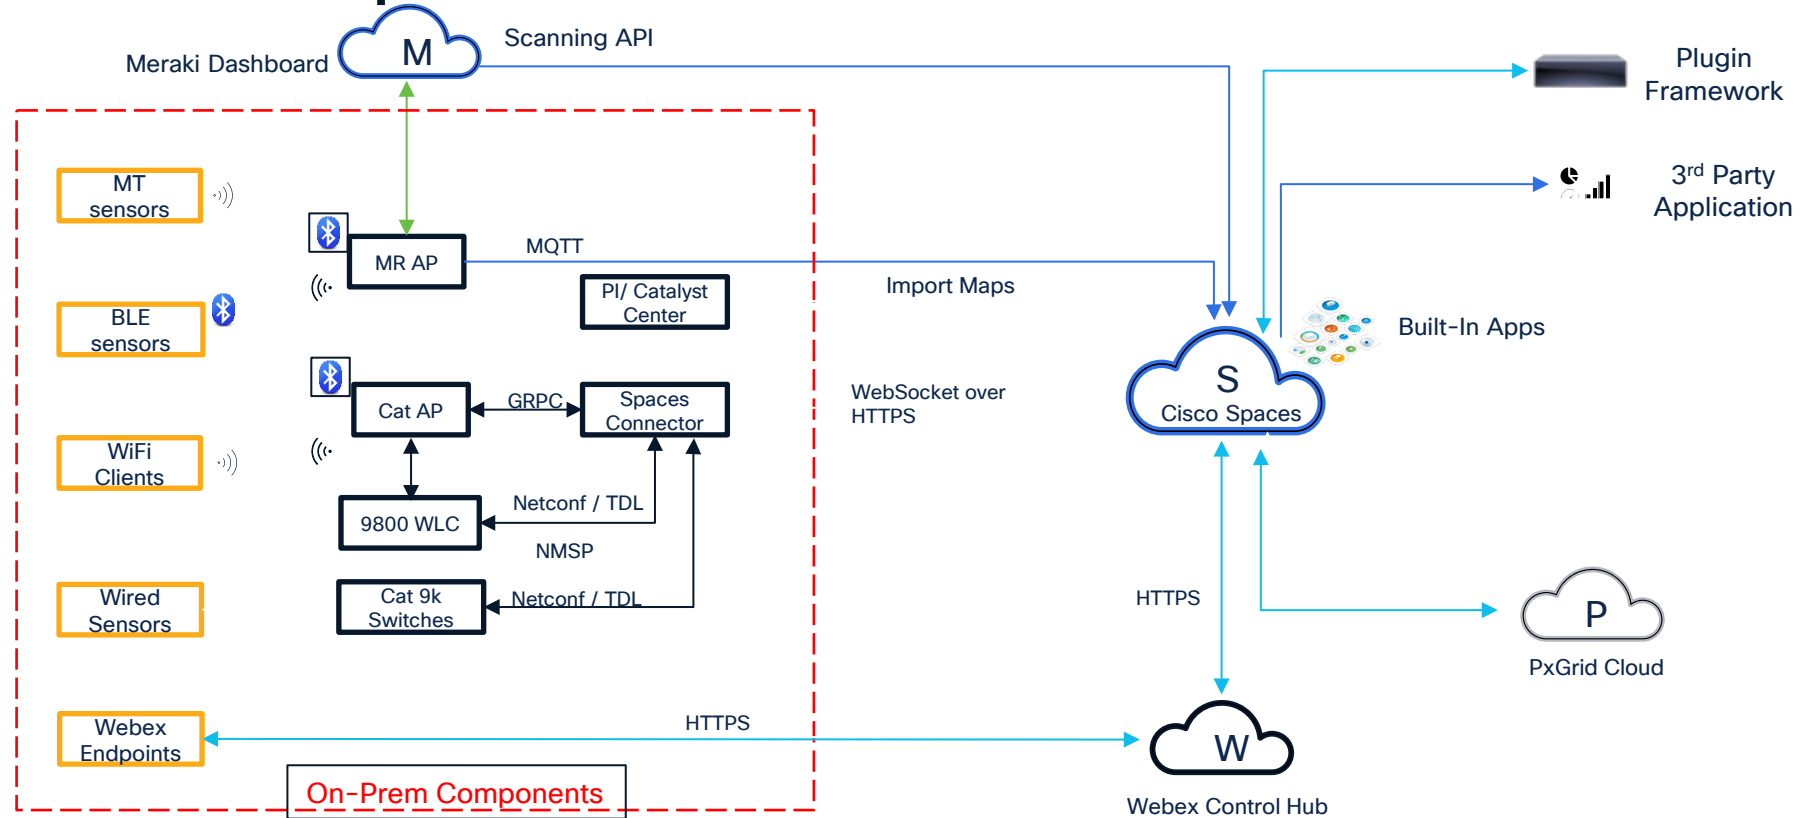 M
Scanning API
Meraki Dashboard
Plugin
Framework
MT
sensors
3rd Party
Application
MR AP
MQTT
Import Maps
PI/ Catalyst
Center
BLE
sensors
Built-In Apps
S
Cisco Spaces
Cat AP
GRPC
Spaces
Connector
WebSocket over
HTTPS
WiFi
Clients
9800 WLC
Netconf / TDL
NMSP
Wired
Sensors
Cat 9k
Switches
Netconf / TDL
HTTPS
P
PxGrid Cloud
Webex
Endpoints
HTTPS
W
On-Prem Components
Webex Control Hub